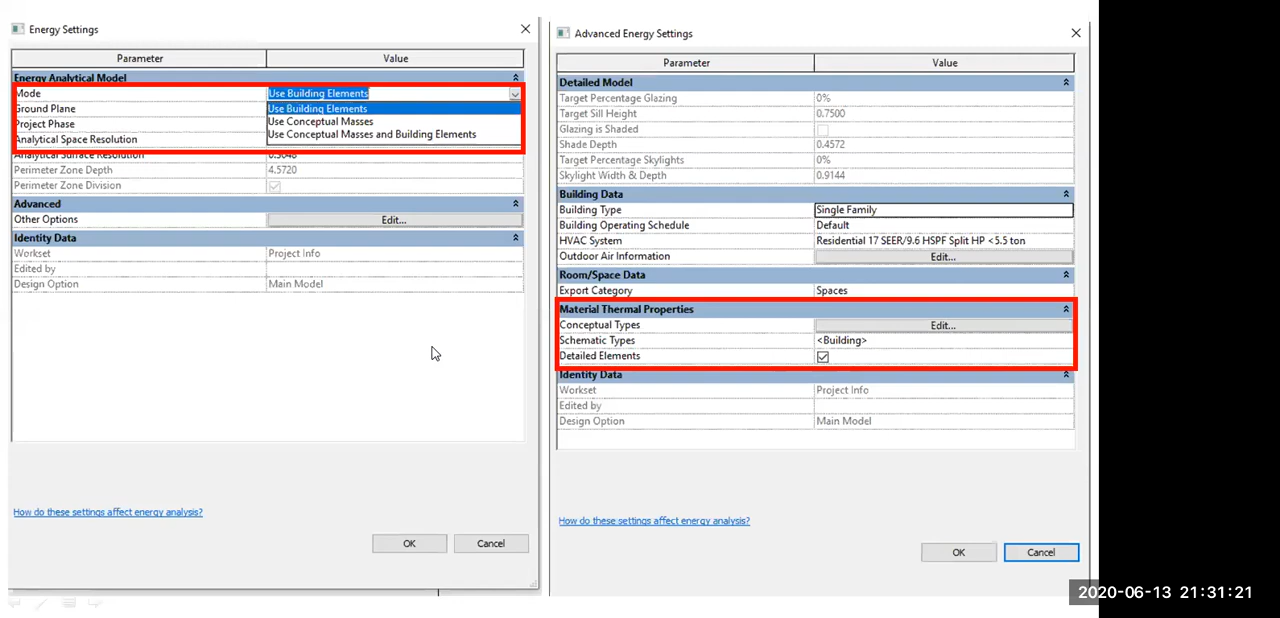 Energy Settings
Parameter Value
Energy Analytical Model
Mode Use Building Elements
Ground Plane Use Building Elements
Use Conceptual Masses
Project Phase
Use Conceptual Masses and Building Elements
Analytical Space Resolution
Analytical Surface Resolution 0.3048
Perimeter Zone Depth 4.5720
Perimeter Zone Division
Advanced
Other Options Edit...
Identity Data
Workset Project Info
Edited by
Design Option Main Model
How do these settings affect energy analysis?
OK Cancel
Advanced Energy Settings
Parameter Value
Detailed Model
Target Percentage Glazing 0%
Target Sill Height 0.7500
Glazing is Shaded
Shade Depth 0.4572
Target Percentage Skylights 0%
Skylight Width & Depth 0.9144
Building Data
Building Type Single Family
Building Operating Schedule Default
HVAC System Residential 17 SEER/9.6 HSPF Split HP <5.5 ton
Outdoor Air Information Edit...
Room/Space Data
Export Category Spaces
Material Thermal Properties
Conceptual Types Edit...
Schematic Types <Building>
Detailed Elements
Identity Data
Workset Project Info
Edited by
Design Option Main Model
How do these settings affect energy analysis?
OK Cancel
2020-06-13 21:31:21